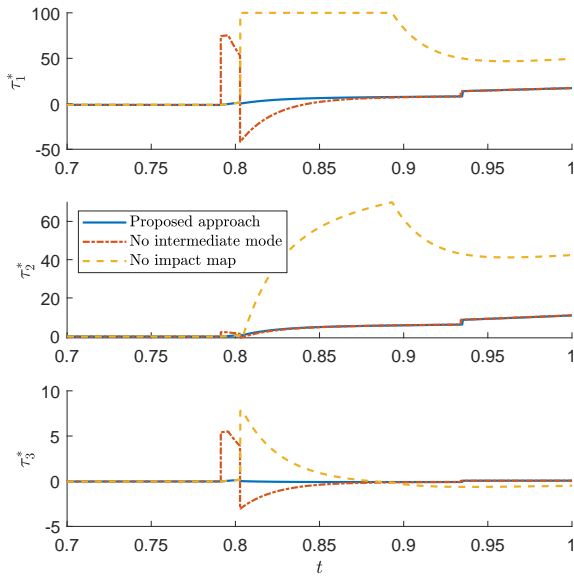 100
50
0
-50
τ₁*
0.7 0.75 0.8 0.85 0.9 0.95 1
60
40
20
0
τ₂*
Proposed approach
No intermediate mode
No impact map
0.7 0.75 0.8 0.85 0.9 0.95 1
10
5
0
-5
τ₃*
0.7 0.75 0.8 0.85 0.9 0.95 1
t